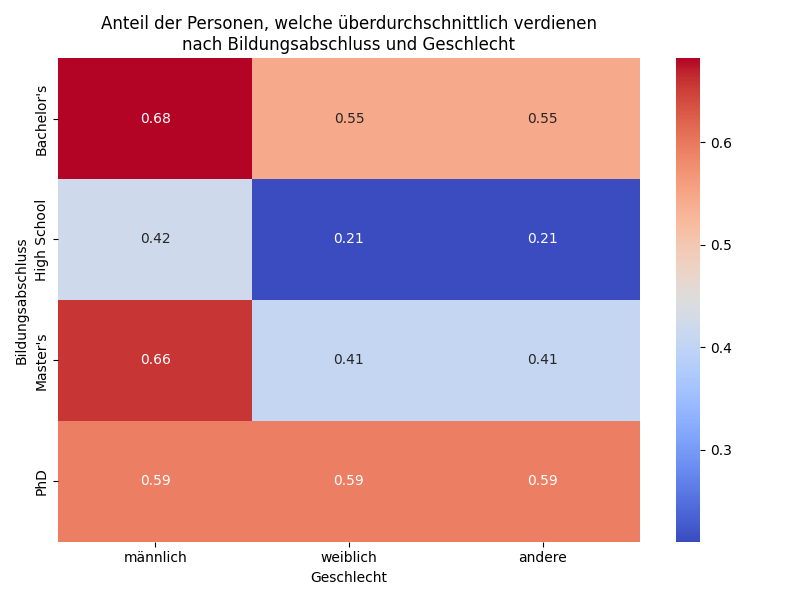 Anteil der Personen, welche überdurchschnittlich verdienen
nach Bildungsabschluss und Geschlecht
Bildungsabschluss
Bachelor's
0.68 0.55 0.55
High School
0.42 0.21 0.21
Master's
0.66 0.41 0.41
PhD
0.59 0.59 0.59
männlich weiblich andere
Geschlecht
0.6
0.5
0.4
0.3